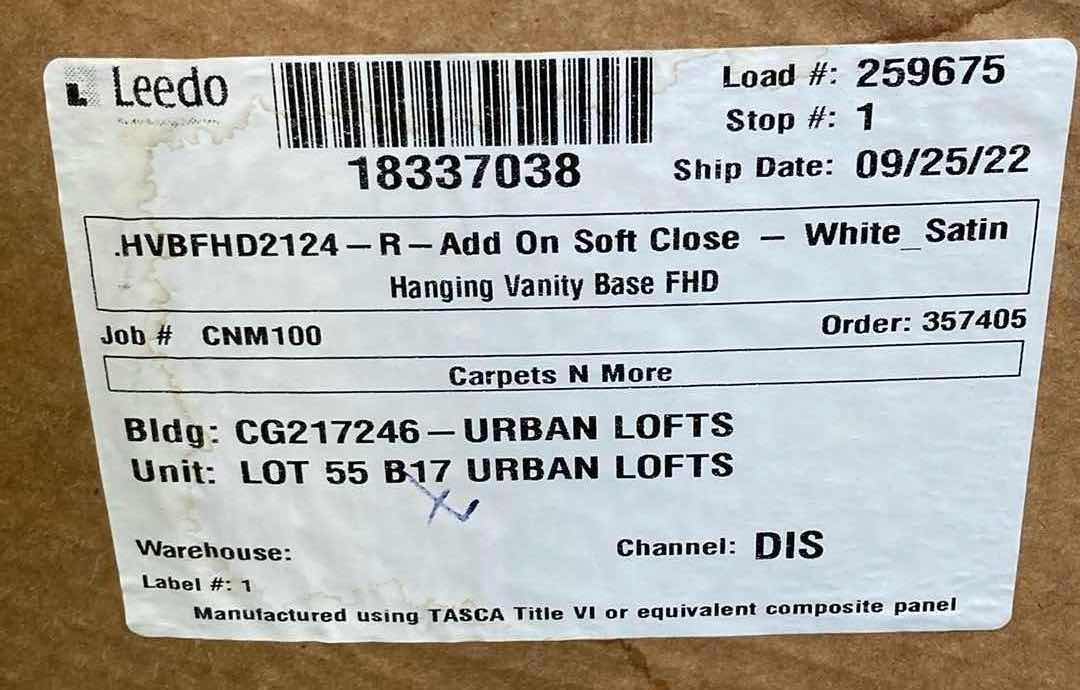 Leedo
18337038
Load #: 259675
Stop #: 1
Ship Date: 09/25/22
.HVBFHD2124 – R – Add On Soft Close – White_Satin
Hanging Vanity Base FHD
Job # CNM100
Order: 357405
Carpets N More
Bldg: CG217246 – URBAN LOFTS
Unit: LOT 55 B17 URBAN LOFTS
Warehouse:
Channel: DIS
Label #: 1
Manufactured using TASCA Title VI or equivalent composite panel